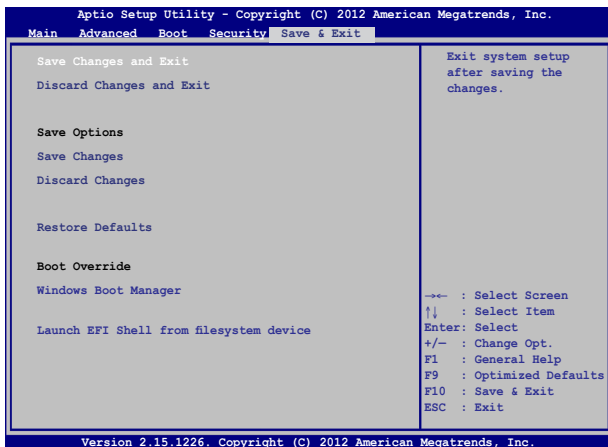 Aptio Setup Utility - Copyright (C) 2012 American Megatrends, Inc.
Main Advanced Boot Security Save & Exit
Save Changes and Exit
Discard Changes and Exit
Save Options
Save Changes
Discard Changes
Restore Defaults
Boot Override
Windows Boot Manager
Launch EFI Shell from filesystem device
Exit system setup
after saving the
changes.
→← : Select Screen
↑↓ : Select Item
Enter: Select
+/— : Change Opt.
F1 : General Help
F9 : Optimized Defaults
F10 : Save & Exit
ESC : Exit
Version 2.15.1226. Copyright (C) 2012 American Megatrends, Inc.